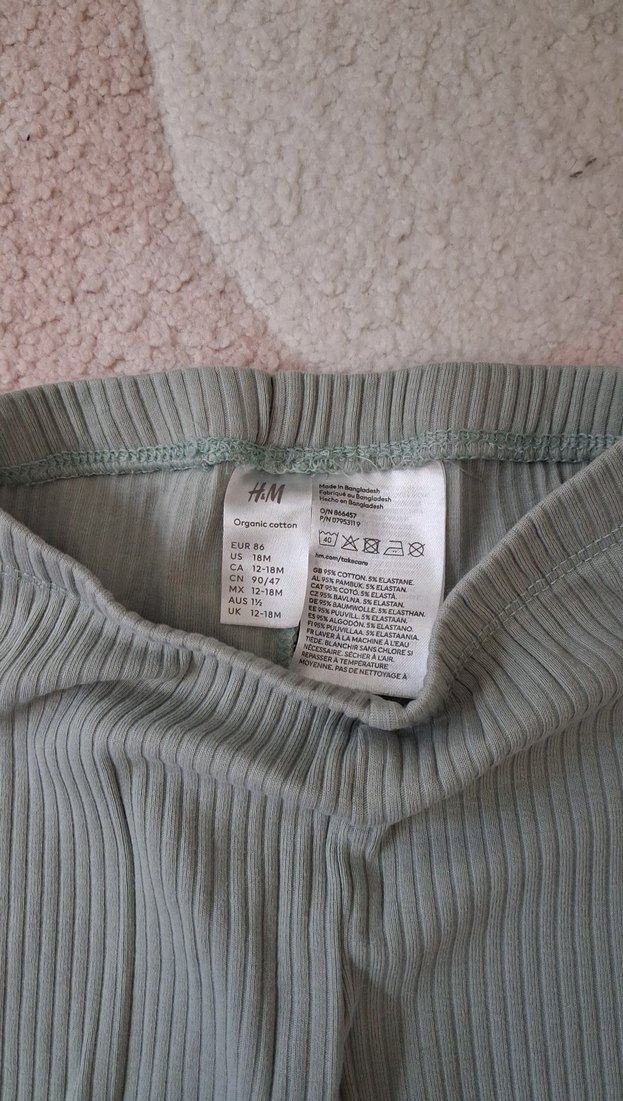 H&M
Organic cotton
EUR 86
US 18M
CA 12-18M
CN 90/47
MX 12-18M
AUS 1½
UK 12-18M
Made in Bangladesh
Fabriqué au Bangladesh
Hecho en Bangladesh
O/N 866457
P/N 0795311 9
40
hm.com/takecare
GB 95% COTTON. 5% ELASTANE.
AL 95% PAMBUK. 5% ELASTAN.
CAT 95% COTÓ. 5% ELASTÀ.
CZ 95% BAVLNA. 5% ELASTAN.
DE 95% BAUMWOLLE. 5% ELASTHAN.
EE 95% PUUVILL. 5% ELASTAAN.
ES 95% ALGODÓN. 5% ELASTANO.
FI 95% PUUVILLAA. 5% ELASTAANIA.
FR LAVER À LA MACHINE À L'EAU
TIÈDE. BLANCHIR SANS CHLORE SI
NÉCESSAIRE. SÉCHER À L'AIR.
REPASSER À TEMPÉRATURE
MOYENNE. PAS DE NETTOYAGE À